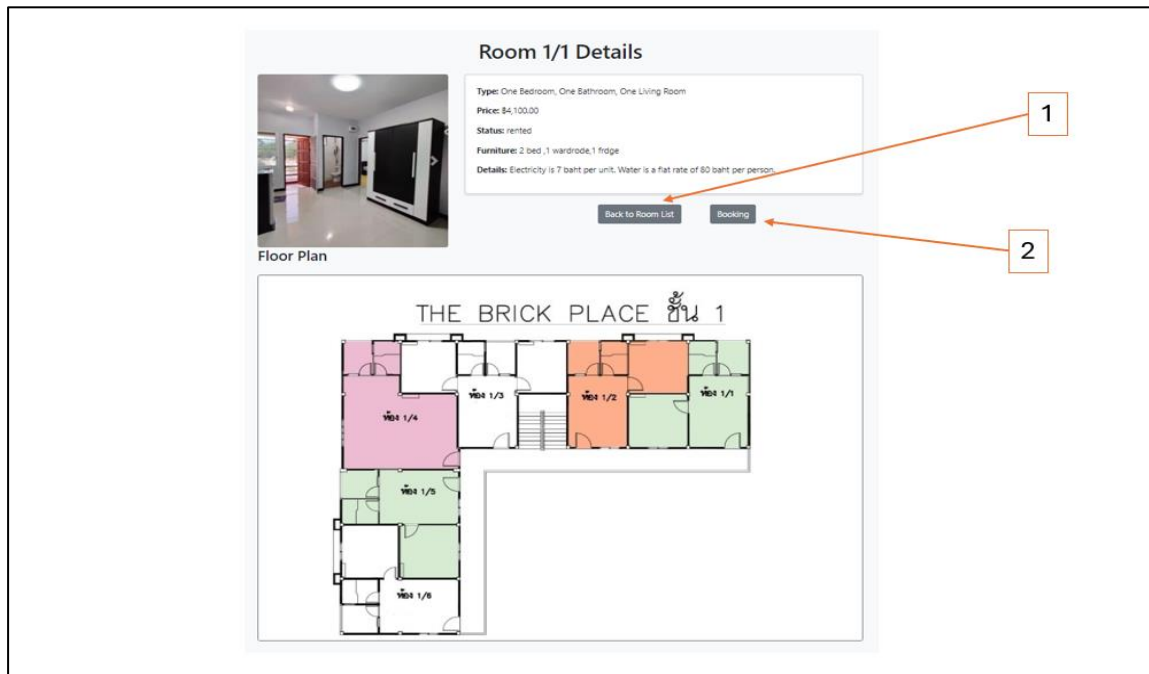 Room 1/1 Details
Type: One Bedroom, One Bathroom, One Living Room
Price: ฿4,100.00
Status: rented
Furniture: 2 bed ,1 wardrode,1 fridge
Details: Electricity is 7 baht per unit. Water is a flat rate of 80 baht per person.
1
Back to Room List
Booking
2
Floor Plan
THE BRICK PLACE ชั้น 1
ห้อง 1/4
ห้อง 1/3
ห้อง 1/2
ห้อง 1/1
ห้อง 1/5
ห้อง 1/6